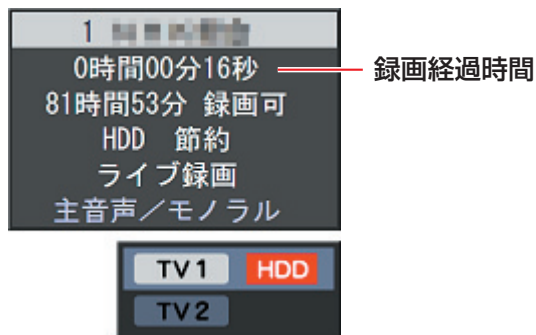 1
0時間00分16秒
録画経過時間
81時間53分 録画可
HDD 節約
ライブ録画
主音声／モノラル
TV1 HDD
TV2